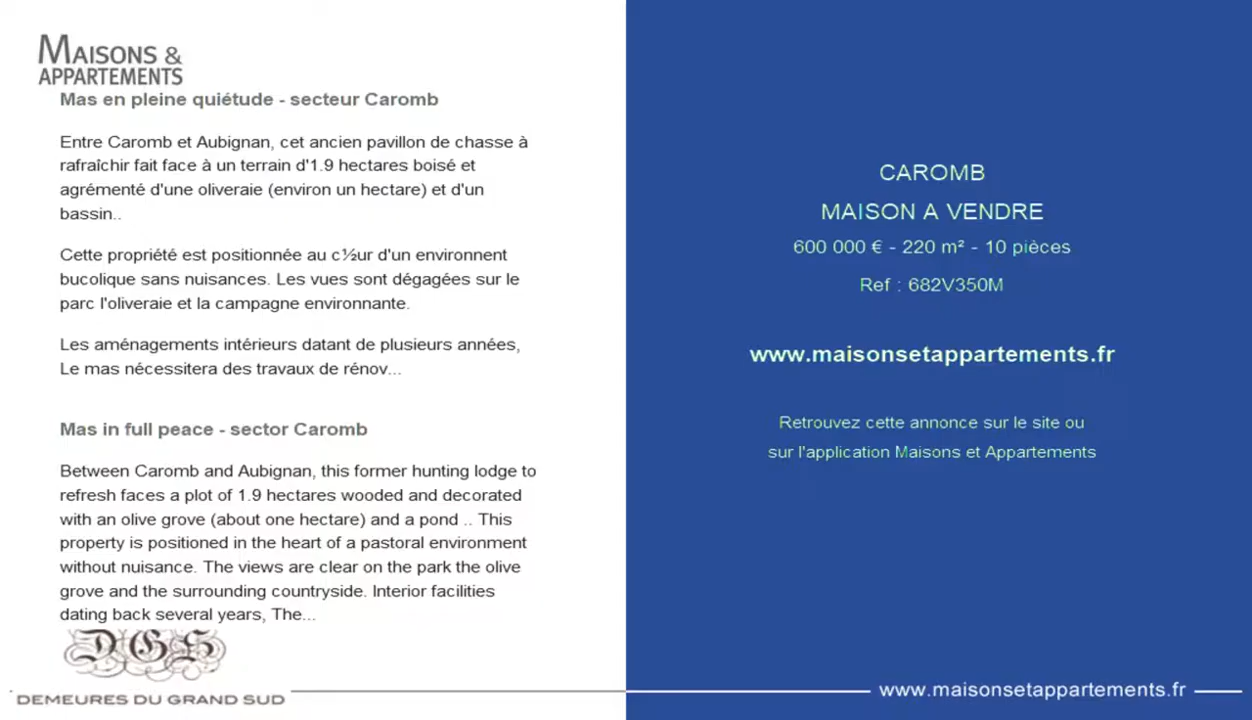 MAISONS &
APPARTEMENTS
Mas en pleine quiétude - secteur Caromb
Entre Caromb et Aubignan, cet ancien pavillon de chasse à
rafraîchir fait face à un terrain d'1.9 hectares boisé et
agrémenté d'une oliveraie (environ un hectare) et d'un
bassin..
Cette propriété est positionnée au c½ur d'un environnent
bucolique sans nuisances. Les vues sont dégagées sur le
parc l'oliveraie et la campagne environnante.
Les aménagements intérieurs datant de plusieurs années,
Le mas nécessitera des travaux de rénov...
Mas in full peace - sector Caromb
Between Caromb and Aubignan, this former hunting lodge to
refresh faces a plot of 1.9 hectares wooded and decorated
with an olive grove (about one hectare) and a pond .. This
property is positioned in the heart of a pastoral environment
without nuisance. The views are clear on the park the olive
grove and the surrounding countryside. Interior facilities
dating back several years, The...
DGS
DEMEURES DU GRAND SUD
CAROMB
MAISON A VENDRE
600 000 € - 220 m² - 10 pièces
Ref : 682V350M
www.maisonsetappartements.fr
Retrouvez cette annonce sur le site ou
sur l'application Maisons et Appartements
www.maisonsetappartements.fr